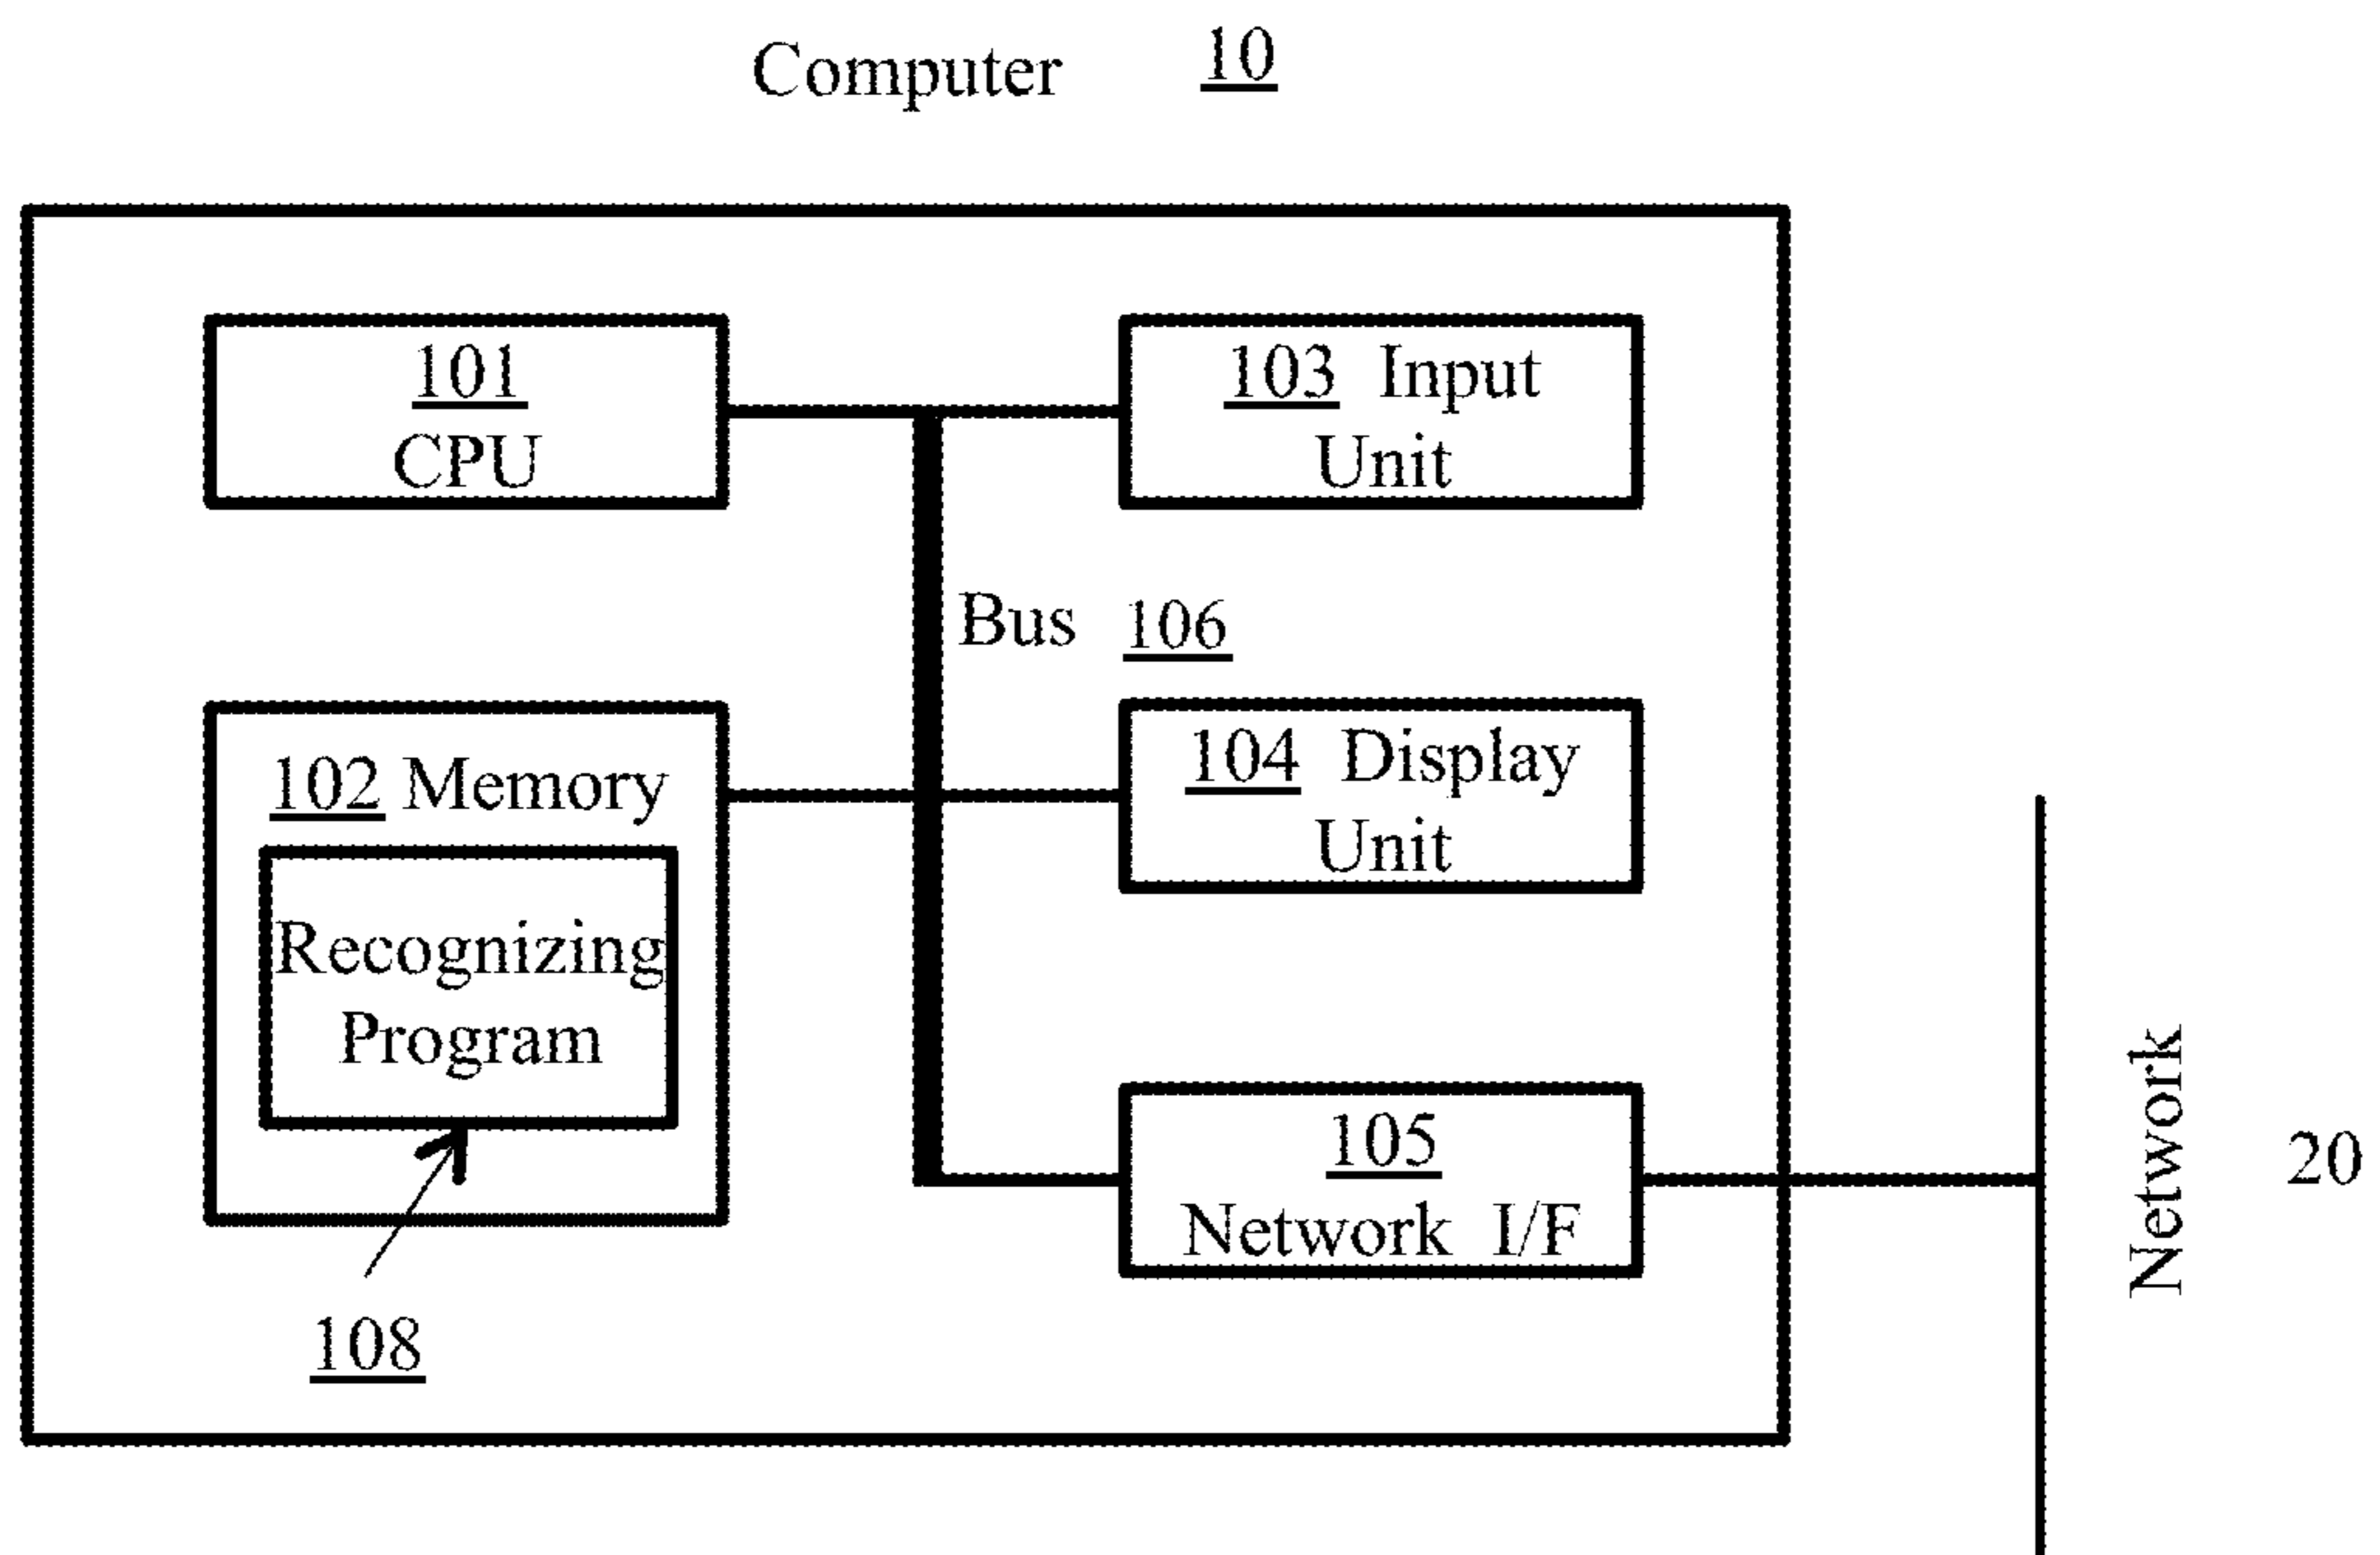 Computer 10
101
CPU
103 Input
Unit
Bus 106
102 Memory
Recognizing
Program
104 Display
Unit
105
Network I/F
108
Network
20